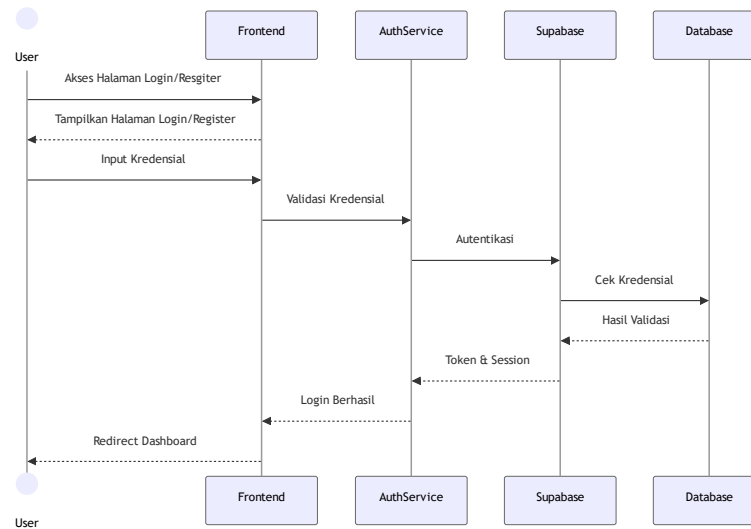 User
Frontend
AuthService
Supabase
Database
Akses Halaman Login/Resgiter
Tampilkan Halaman Login/Register
Input Kredensial
Validasi Kredensial
Autentikasi
Cek Kredensial
Hasil Validasi
Token & Session
Login Berhasil
Redirect Dashboard
User
Frontend
AuthService
Supabase
Database